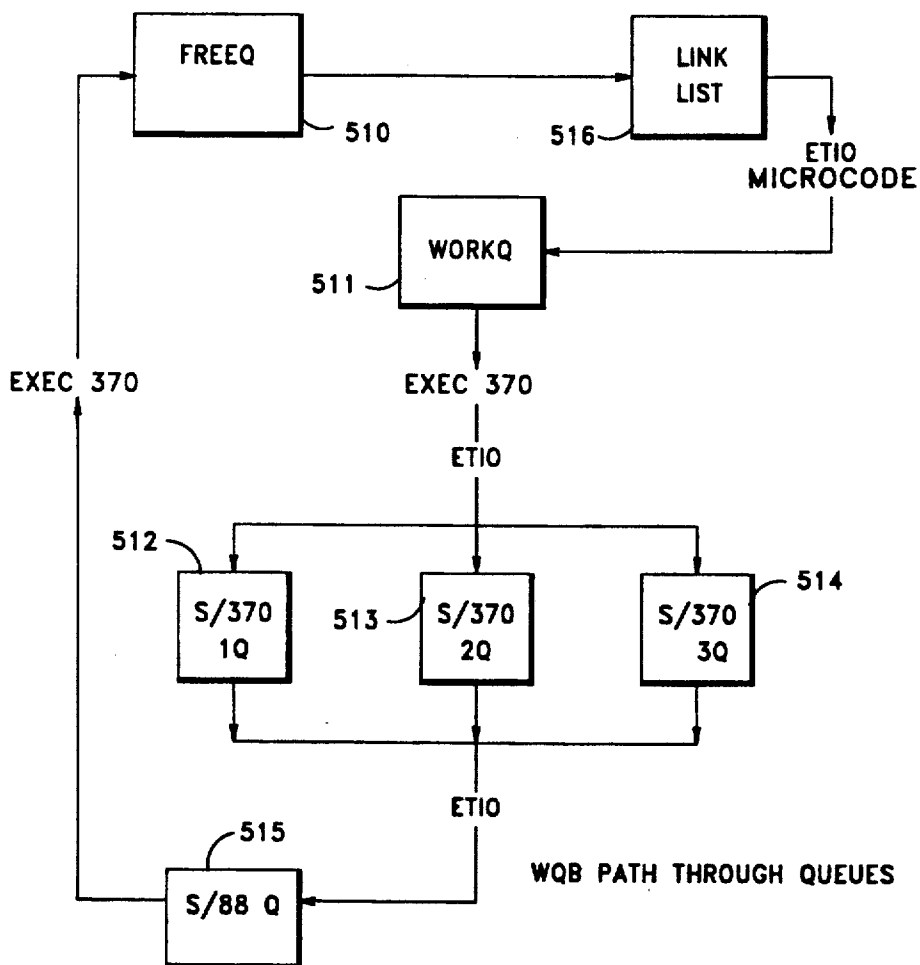 FREEQ
510
LINK
LIST
516
ETIO
MICROCODE
WORKQ
511
EXEC 370
EXEC 370
ETIO
512
S/370
1Q
513
S/370
2Q
514
S/370
3Q
ETIO
515
S/88 Q
WQB PATH THROUGH QUEUES